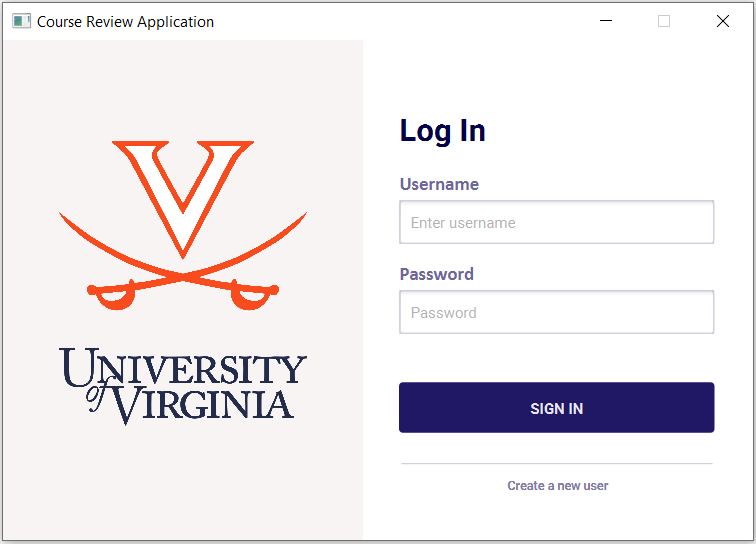 Course Review Application
UNIVERSITY
of VIRGINIA
Log In
Username
Enter username
Password
Password
SIGN IN
Create a new user